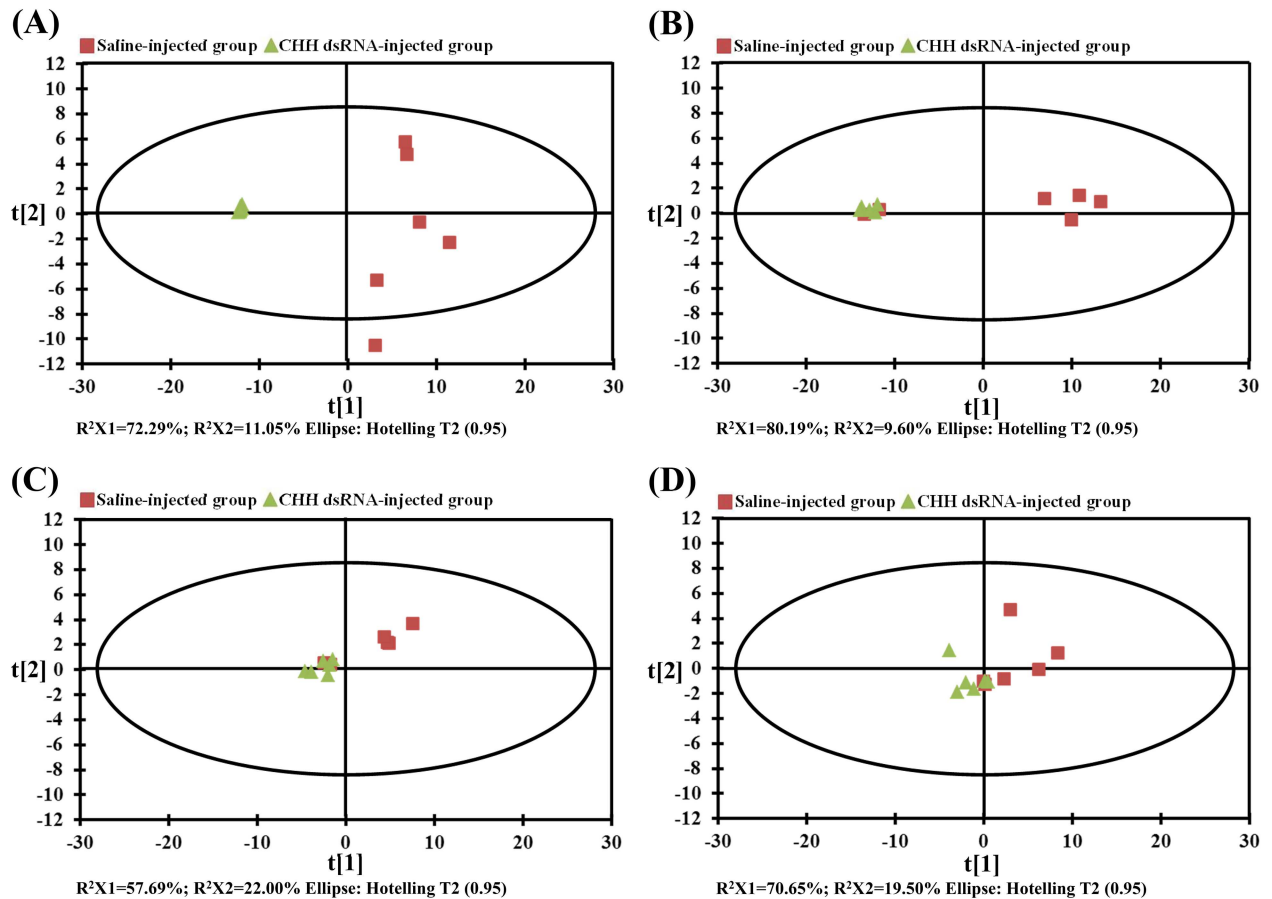 (A)
Saline-injected group CHH dsRNA-injected group
12
10
8
6
4
2
0
-2
-4
-6
-8
-10
-12
t[2]
-30 -20 -10 0 10 20 30
t[1]
R²X1=72.29%; R²X2=11.05% Ellipse: Hotelling T2 (0.95)
(B)
Saline-injected group CHH dsRNA-injected group
12
10
8
6
4
2
0
-2
-4
-6
-8
-10
-12
t[2]
-30 -20 -10 0 10 20 30
t[1]
R²X1=80.19%; R²X2=9.60% Ellipse: Hotelling T2 (0.95)
(C)
Saline-injected group CHH dsRNA-injected group
12
10
8
6
4
2
0
-2
-4
-6
-8
-10
-12
t[2]
-30 -20 -10 0 10 20 30
t[1]
R²X1=57.69%; R²X2=22.00% Ellipse: Hotelling T2 (0.95)
(D)
Saline-injected group CHH dsRNA-injected group
12
10
8
6
4
2
0
-2
-4
-6
-8
-10
-12
t[2]
-30 -20 -10 0 10 20 30
t[1]
R²X1=70.65%; R²X2=19.50% Ellipse: Hotelling T2 (0.95)